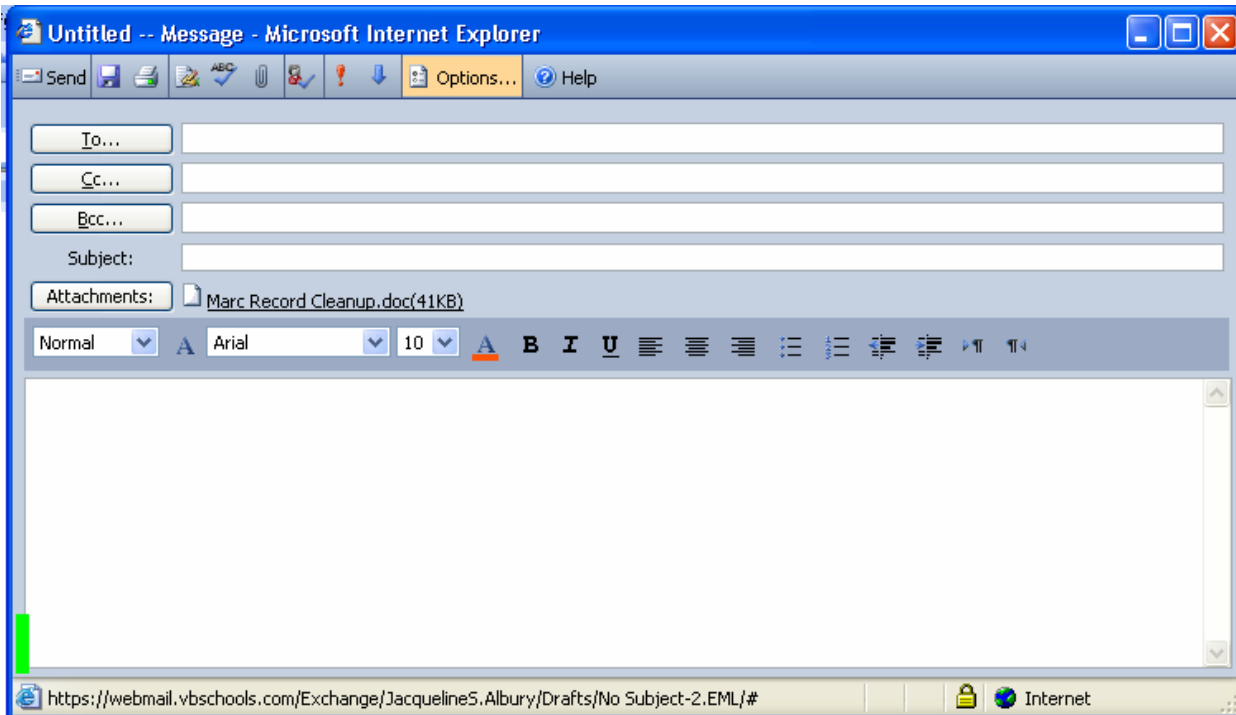 Untitled -- Message - Microsoft Internet Explorer
Send ABC Options... Help
To...
Cc...
Bcc...
Subject:
Attachments: Marc Record Cleanup.doc(41KB)
Normal A Arial 10 A B I U
https://webmail.vbschools.com/Exchange/JacquelineS.Albury/Drafts/No Subject-2.EML/# Internet